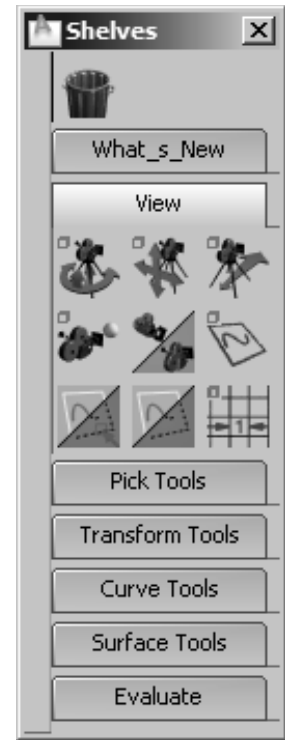 Shelves
What_s_New
View
1
Pick Tools
Transform Tools
Curve Tools
Surface Tools
Evaluate